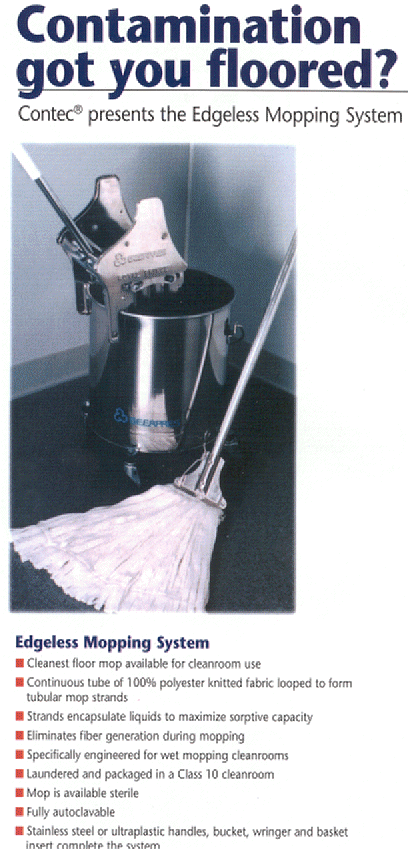 Contamination
got you floored?
Contec® presents the Edgeless Mopping System
GEERPRES
GEERPRES
Edgeless Mopping System
Cleanest floor mop available for cleanroom use
Continuous tube of 100% polyester knitted fabric looped to form
tubular mop strands
Strands encapsulate liquids to maximize sorptive capacity
Eliminates fiber generation during mopping
Specifically engineered for wet mopping cleanrooms
Laundered and packaged in a Class 10 cleanroom
Mop is available sterile
Fully autoclavable
Stainless steel or ultraplastic handles, bucket, wringer and basket
insert complete the system